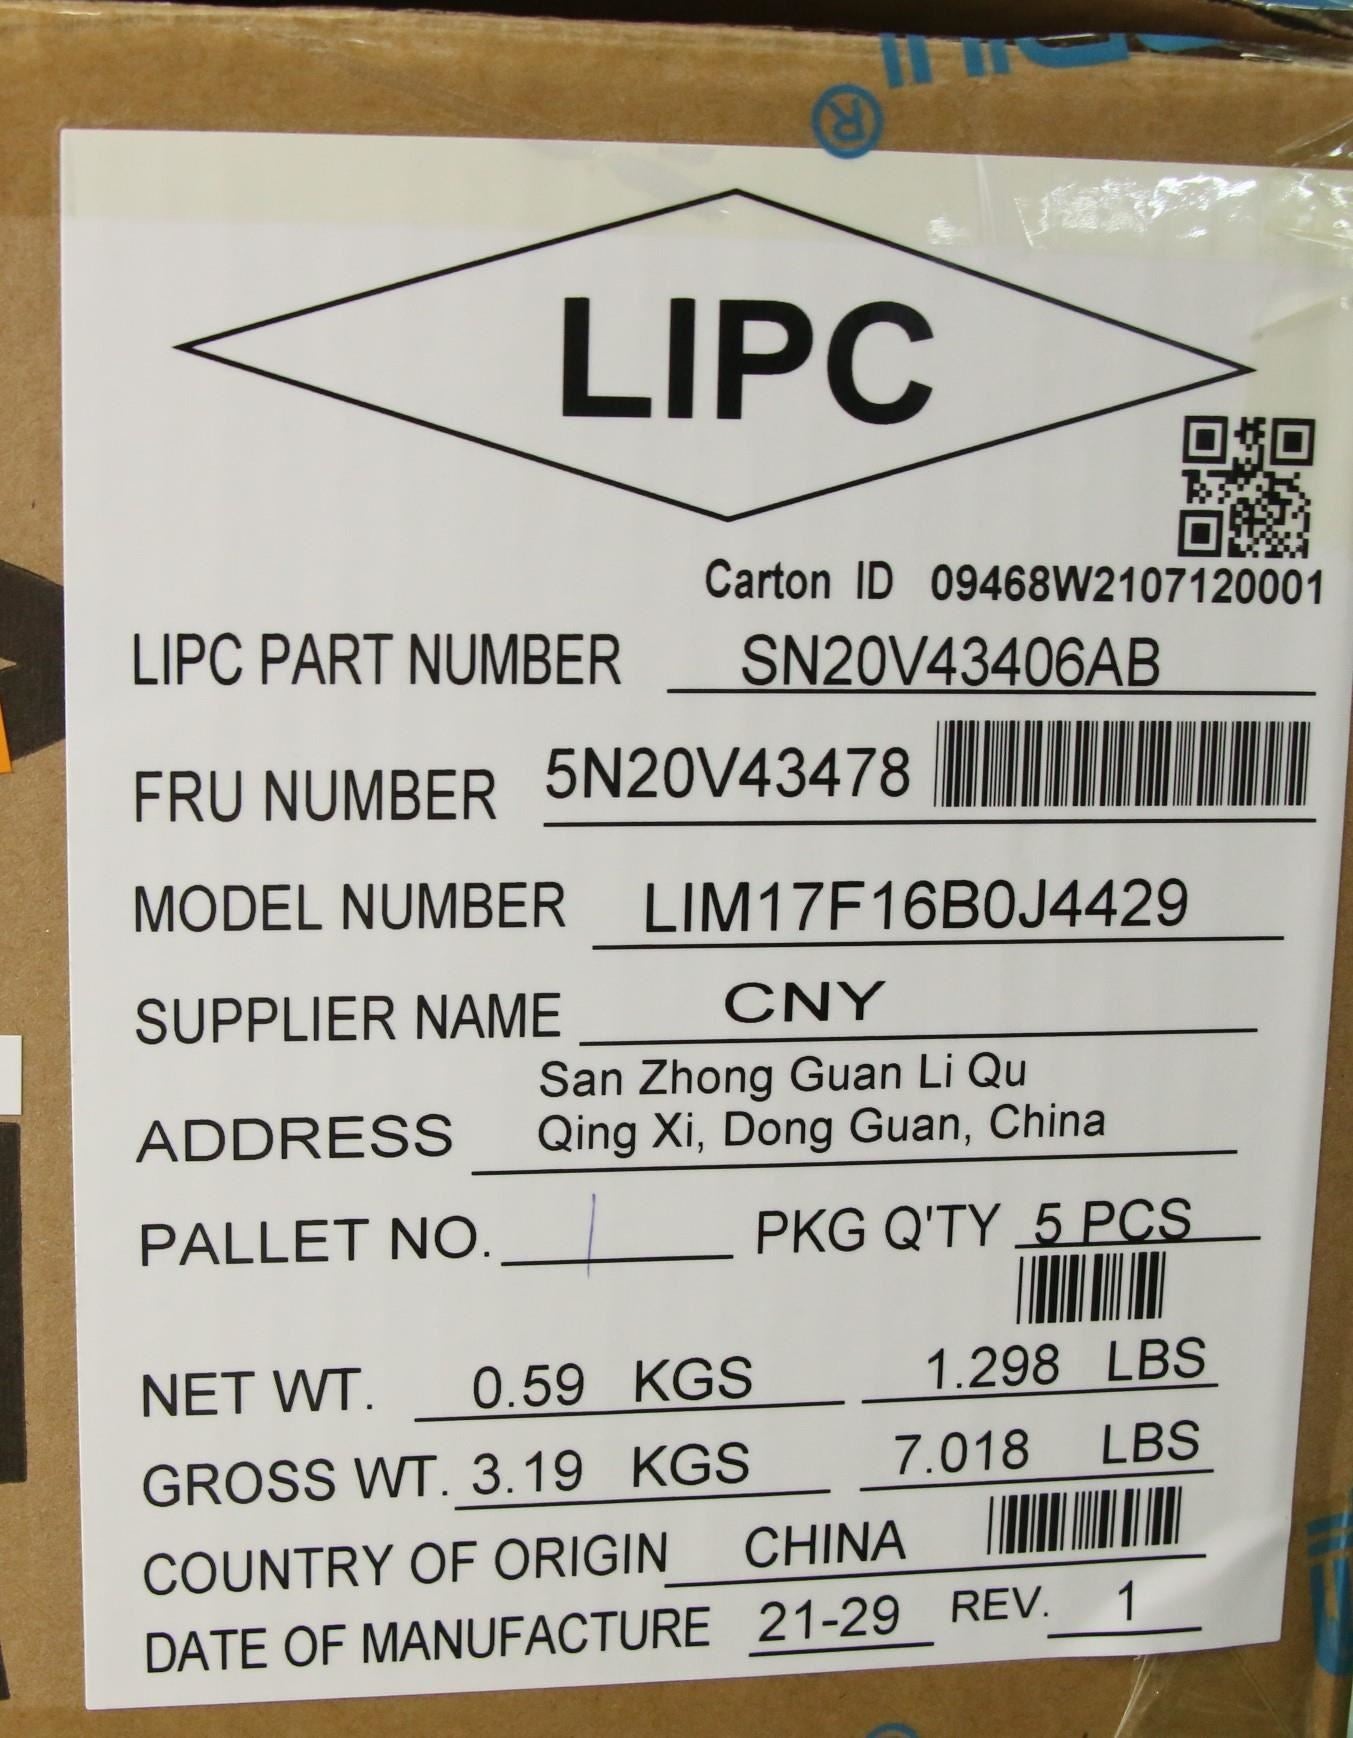 ®
LIPC
Carton ID 09468W2107120001
LIPC PART NUMBER SN20V43406AB
FRU NUMBER 5N20V43478
MODEL NUMBER LIM17F16B0J4429
SUPPLIER NAME CNY
ADDRESS San Zhong Guan Li Qu
Qing Xi, Dong Guan, China
PALLET NO. 1 PKG Q'TY 5 PCS
NET WT. 0.59 KGS 1.298 LBS
GROSS WT. 3.19 KGS 7.018 LBS
COUNTRY OF ORIGIN CHINA
DATE OF MANUFACTURE 21-29 REV. 1